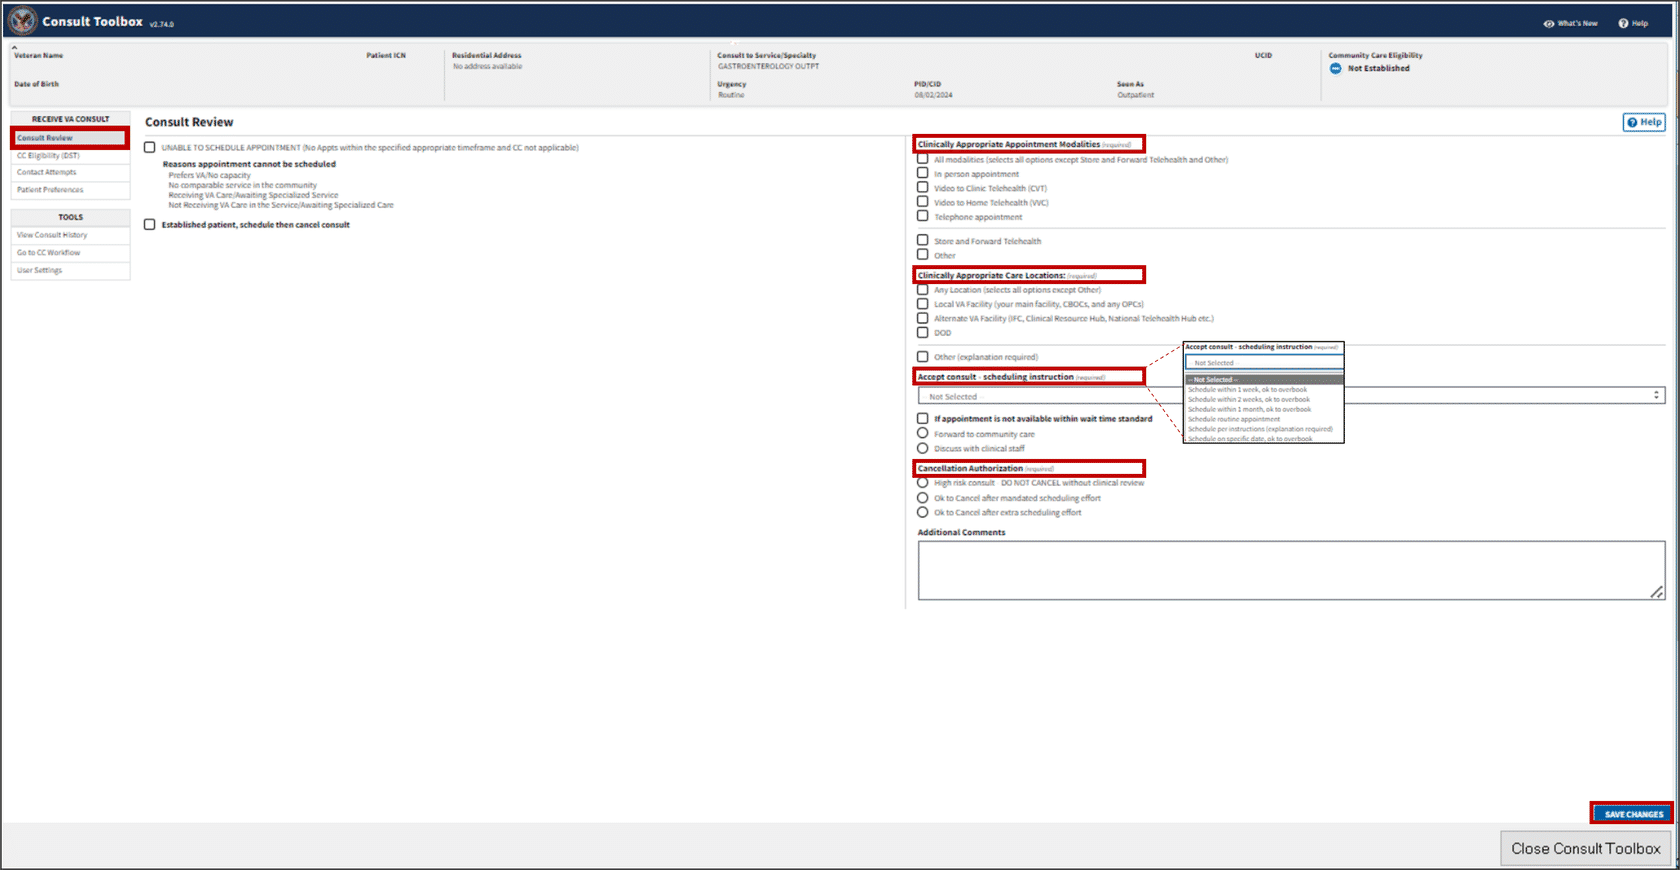 Consult Toolbox v2.74.0
What's New
Help
Veteran Name
Patient ICN
Date of Birth
Residential Address
No address available
Consult to Service/Specialty
GASTROENTEROLOGY OUTPT
UCID
Urgency
Routine
PID/CID
08/02/2024
Seen As
Outpatient
Community Care Eligibility
Not Established
RECEIVE VA CONSULT
Consult Review
CC Eligibility (DST)
Contact Attempts
Patient Preferences
TOOLS
View Consult History
Go to CC Workflow
User Settings
Consult Review
Help
UNABLE TO SCHEDULE APPOINTMENT (No Appts within the specified appropriate timeframe and CC not applicable)
Reasons appointment cannot be scheduled
Prefers VA/No capacity
No comparable service in the community
Receiving VA Care/Awaiting Specialized Service
Not Receiving VA Care in the Service/Awaiting Specialized Care
Established patient, schedule then cancel consult
Clinically Appropriate Appointment Modalities (required)
All modalities (selects all options except Store and Forward Telehealth and Other)
In person appointment
Video to Clinic Telehealth (CVT)
Video to Home Telehealth (VVC)
Telephone appointment
Store and Forward Telehealth
Other
Clinically Appropriate Care Locations: (required)
Any Location (selects all options except Other)
Local VA Facility (your main facility, CBOCs, and any OPCs)
Alternate VA Facility (IFC, Clinical Resource Hub, National Telehealth Hub etc.)
DOD
Other (explanation required)
Accept consult - scheduling instruction (required)
-- Not Selected --
Accept consult - scheduling instruction (required)
-- Not Selected --
-- Not Selected --
Schedule within 1 week, ok to overbook
Schedule within 2 weeks, ok to overbook
Schedule within 1 month, ok to overbook
Schedule routine appointment
Schedule per instructions (explanation required)
Schedule on specific date, ok to overbook
If appointment is not available within wait time standard
Forward to community care
Discuss with clinical staff
Cancellation Authorization (required)
High risk consult DO NOT CANCEL without clinical review
Ok to Cancel after mandated scheduling effort
Ok to Cancel after extra scheduling effort
Additional Comments
SAVE CHANGES
Close Consult Toolbox